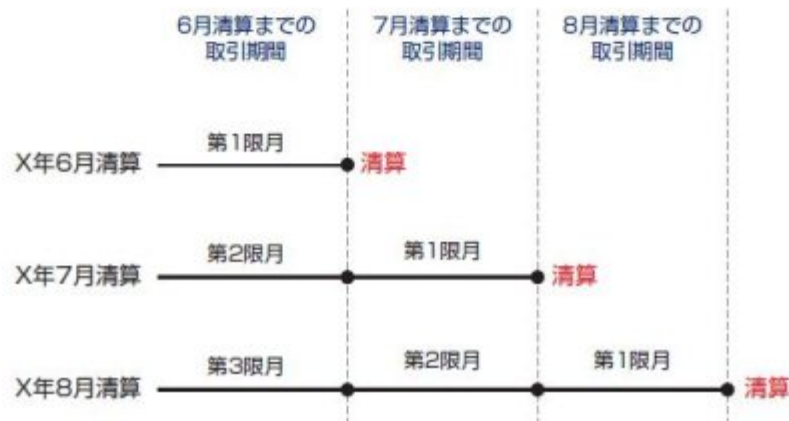 6月清算までの
取引期間
7月清算までの
取引期間
8月清算までの
取引期間
X年6月清算
第1限月
清算
X年7月清算
第2限月
第1限月
清算
X年8月清算
第3限月
第2限月
第1限月
清算